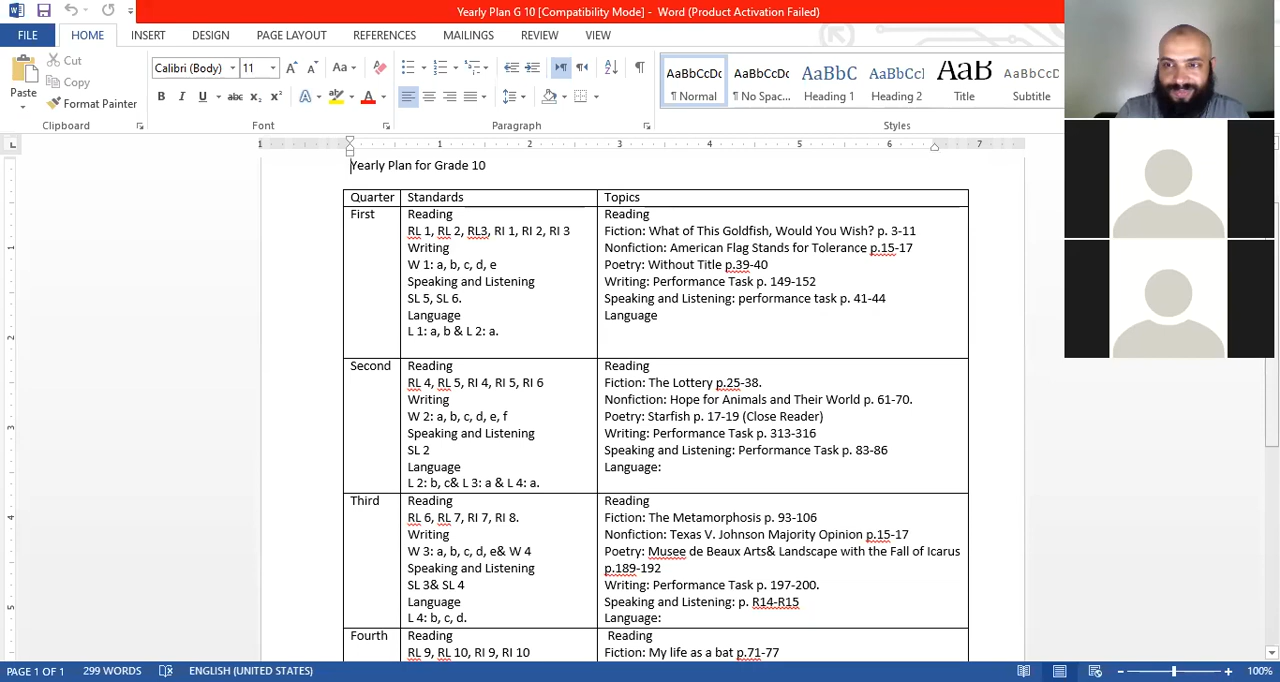 Yearly Plan G 10 [Compatibility Mode] - Word (Product Activation Failed)
FILE HOME INSERT DESIGN PAGE LAYOUT REFERENCES MAILINGS REVIEW VIEW
Paste
Cut
Copy
Format Painter
Clipboard
Calibri (Body) 11
Font
Paragraph
AaBbCcDc AaBbCcDc AaBbC AaBbCcl AaB AaBbCcD
¶ Normal ¶ No Spac... Heading 1 Heading 2 Title Subtitle
Styles
1 1 2 3 4 5 6 7
Yearly Plan for Grade 10
Quarter Standards Topics
First
Reading
RL 1, RL 2, RL3, RI 1, RI 2, RI 3
Writing
W 1: a, b, c, d, e
Speaking and Listening
SL 5, SL 6.
Language
L 1: a, b & L 2: a.
Reading
Fiction: What of This Goldfish, Would You Wish? p. 3-11
Nonfiction: American Flag Stands for Tolerance p.15-17
Poetry: Without Title p.39-40
Writing: Performance Task p. 149-152
Speaking and Listening: performance task p. 41-44
Language
Second
Reading
RL 4, RL 5, RI 4, RI 5, RI 6
Writing
W 2: a, b, c, d, e, f
Speaking and Listening
SL 2
Language
L 2: b, c& L 3: a & L 4: a.
Reading
Fiction: The Lottery p.25-38.
Nonfiction: Hope for Animals and Their World p. 61-70.
Poetry: Starfish p. 17-19 (Close Reader)
Writing: Performance Task p. 313-316
Speaking and Listening: Performance Task p. 83-86
Language:
Third
Reading
RL 6, RL 7, RI 7, RI 8.
Writing
W 3: a, b, c, d, e& W 4
Speaking and Listening
SL 3& SL 4
Language
L 4: b, c, d.
Reading
Fiction: The Metamorphosis p. 93-106
Nonfiction: Texas V. Johnson Majority Opinion p.15-17
Poetry: Musee de Beaux Arts& Landscape with the Fall of Icarus
p.189-192
Writing: Performance Task p. 197-200.
Speaking and Listening: p. R14-R15
Language:
Fourth
Reading
RL 9, RL 10, RI 9, RI 10
Reading
Fiction: My life as a bat p.71-77
1
2
3
4
5
PAGE 1 OF 1 299 WORDS ENGLISH (UNITED STATES) 100%